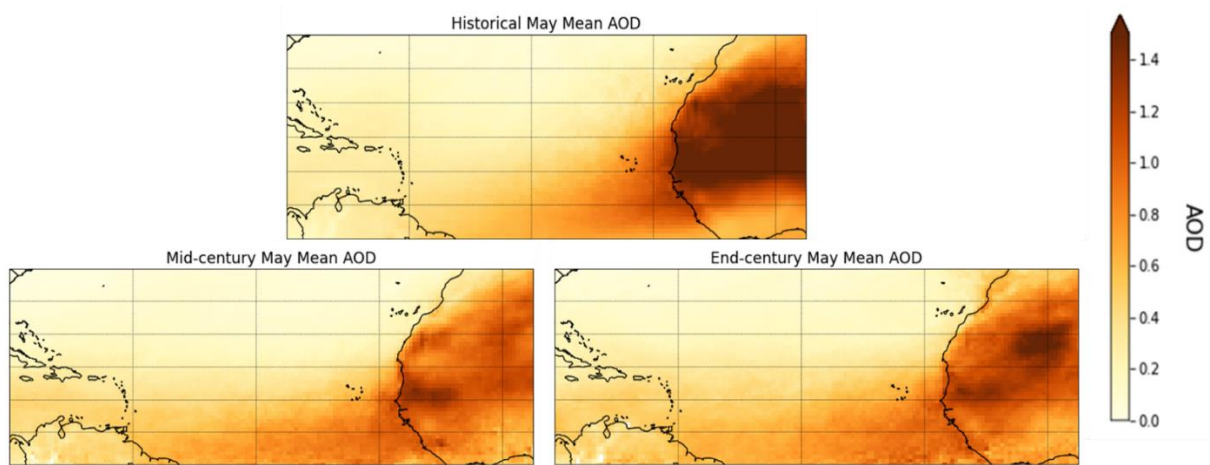 Historical May Mean AOD
Mid-century May Mean AOD
End-century May Mean AOD
1.4
1.2
1.0
0.8
0.6
0.4
0.2
0.0
AOD